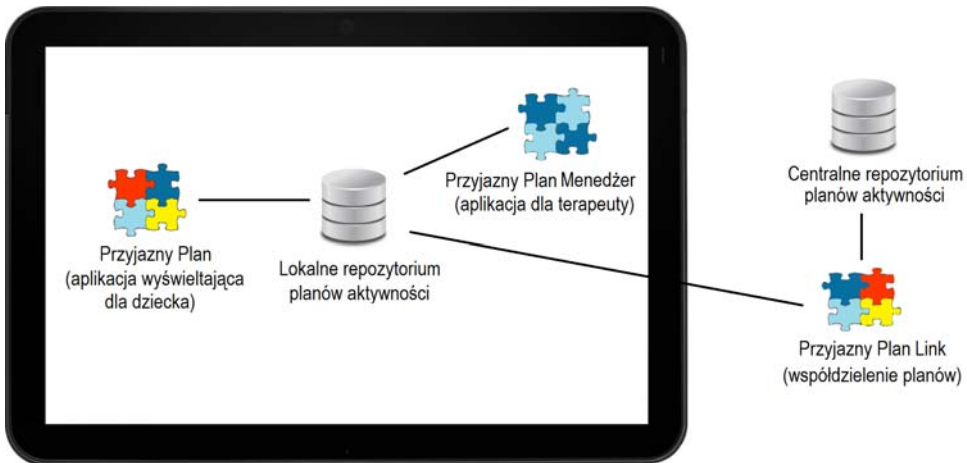 Przyjazny Plan
(aplikacja wyświeltająca
dla dziecka)
Lokalne repozytorium
planów aktywności
Przyjazny Plan Menedżer
(aplikacja dla terapeuty)
Centralne repozytorium
planów aktywności
Przyjazny Plan Link
(współdzielenie planów)